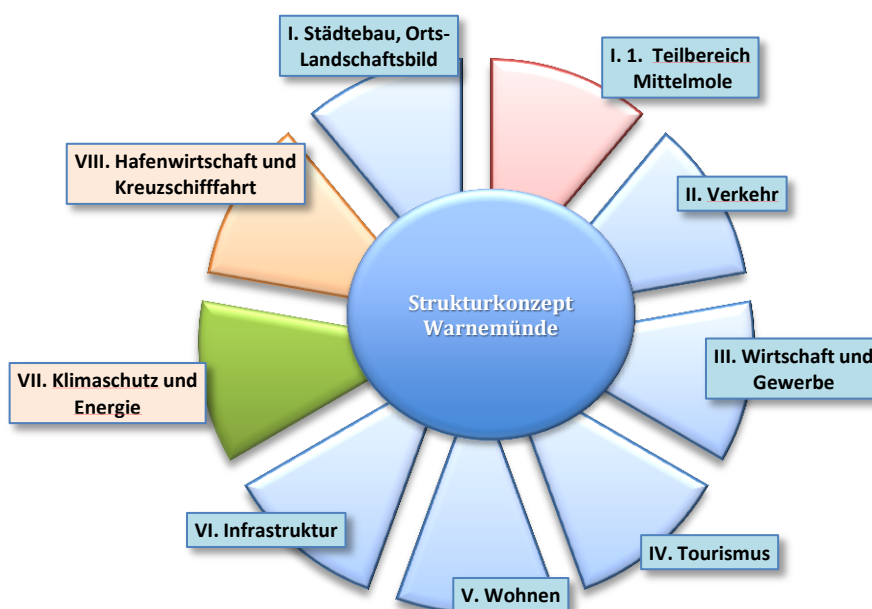 I. Städtebau, Orts-
Landschaftsbild
I. 1. Teilbereich
Mittelmole
II. Verkehr
III. Wirtschaft und
Gewerbe
IV. Tourismus
V. Wohnen
VI. Infrastruktur
VII. Klimaschutz und
Energie
VIII. Hafenwirtschaft und
Kreuzschifffahrt
Strukturkonzept
Warnemünde